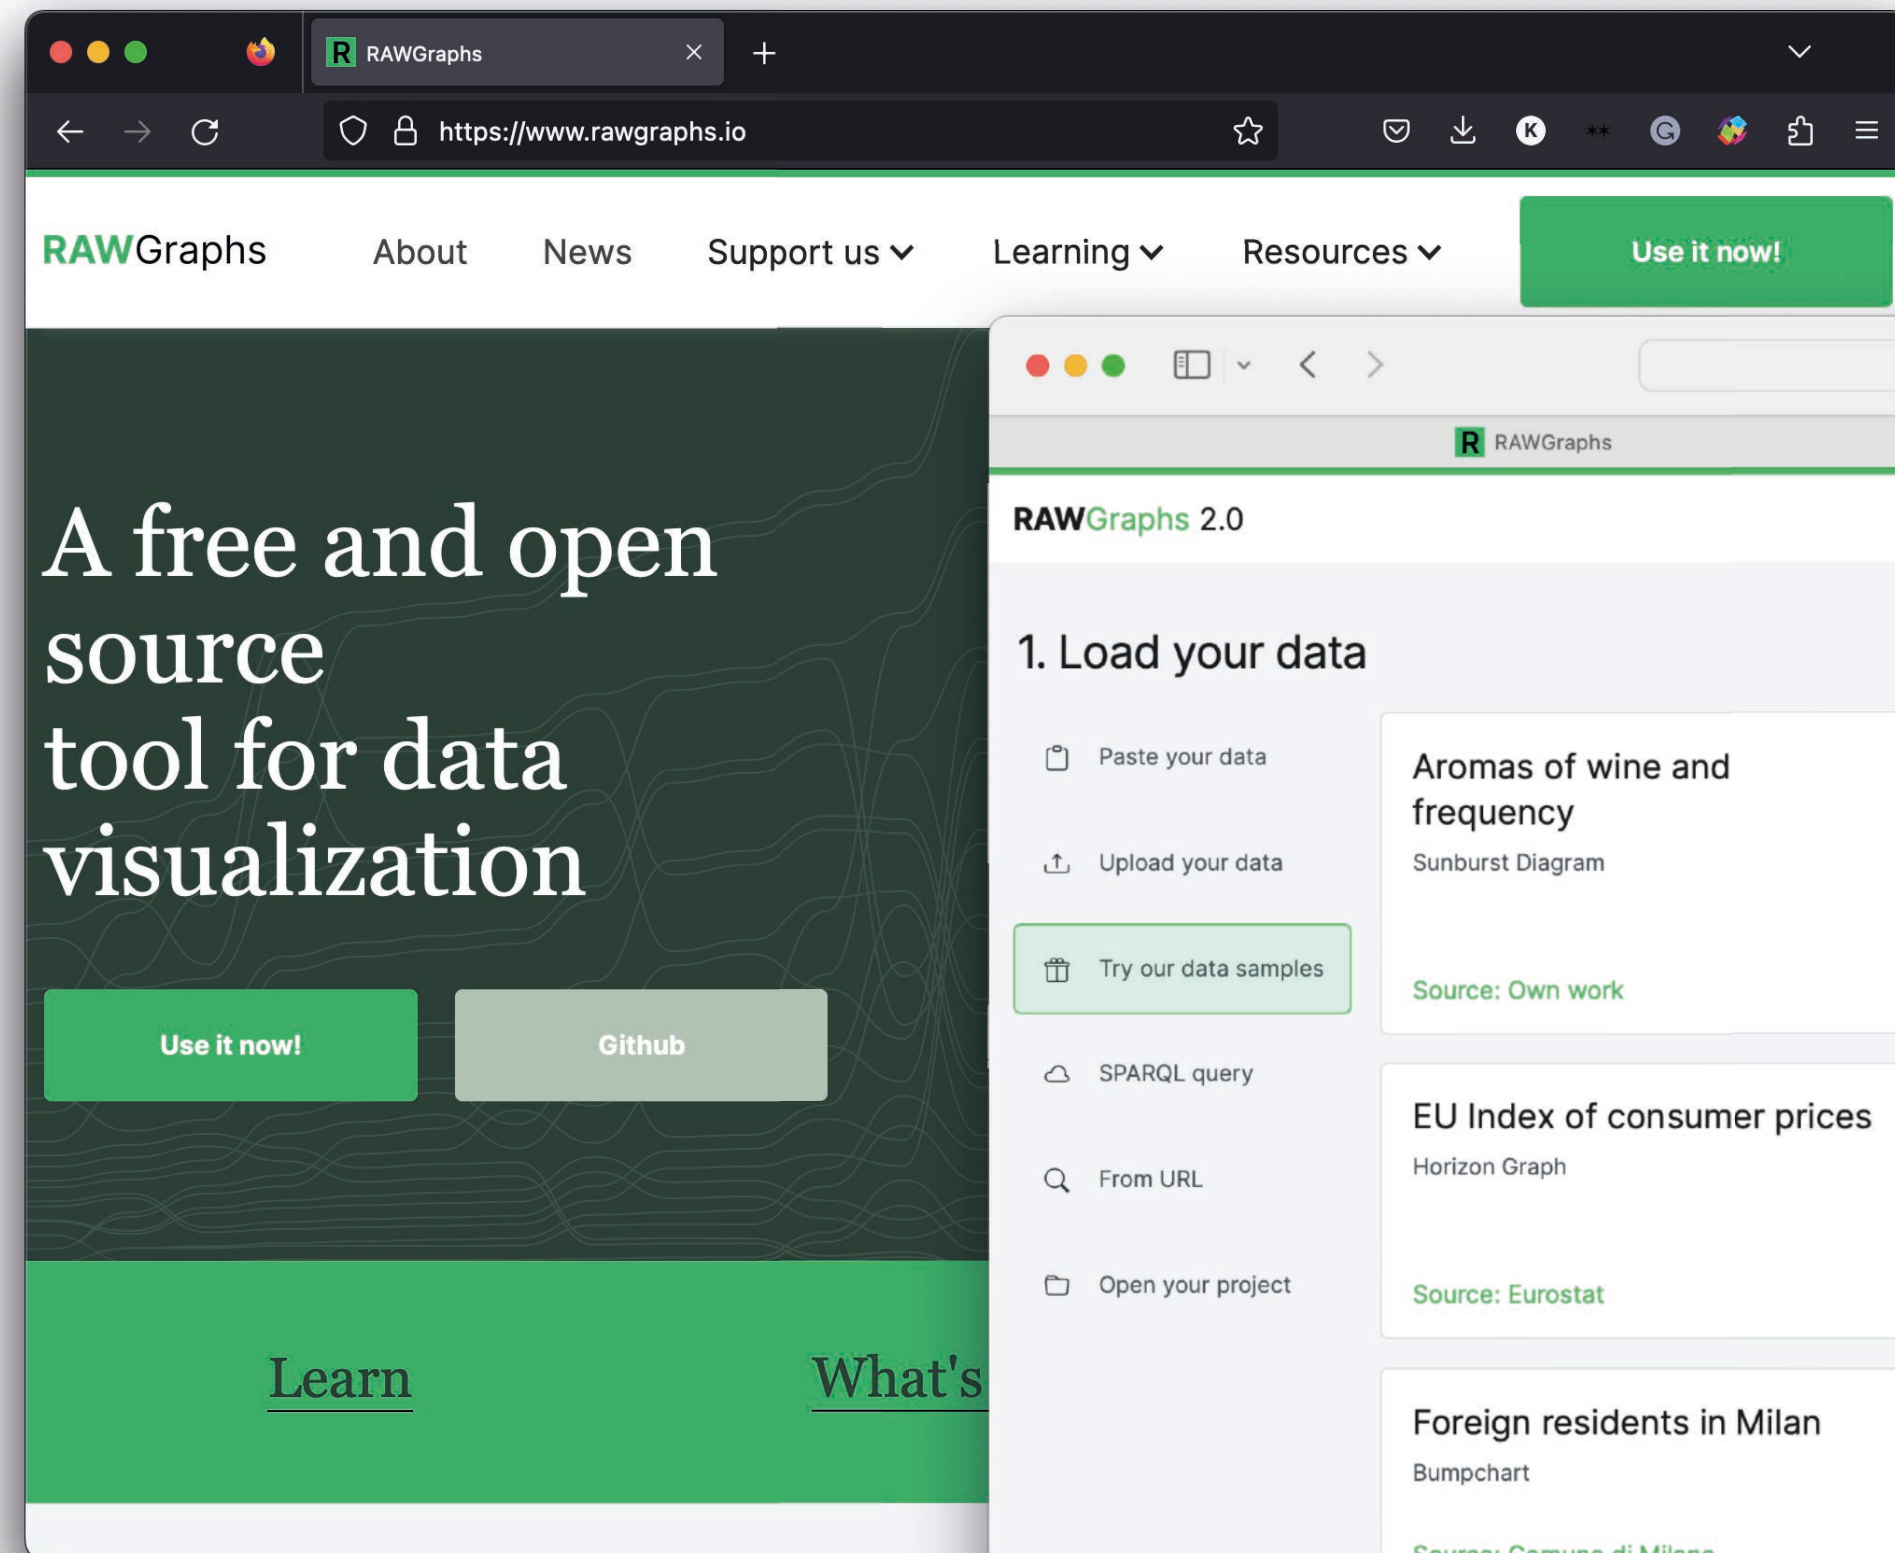 R RAWGraphs
https://www.rawgraphs.io
K
G
RAWGraphs About News Support us Learning Resources Use it now!
A free and open
source
tool for data
visualization
Use it now! Github
Learn What's
R RAWGraphs
RAWGraphs 2.0
1. Load your data
Paste your data
Upload your data
Try our data samples
SPARQL query
From URL
Open your project
Aromas of wine and
frequency
Sunburst Diagram
Source: Own work
EU Index of consumer prices
Horizon Graph
Source: Eurostat
Foreign residents in Milan
Bumpchart
Source: Comune di Milano